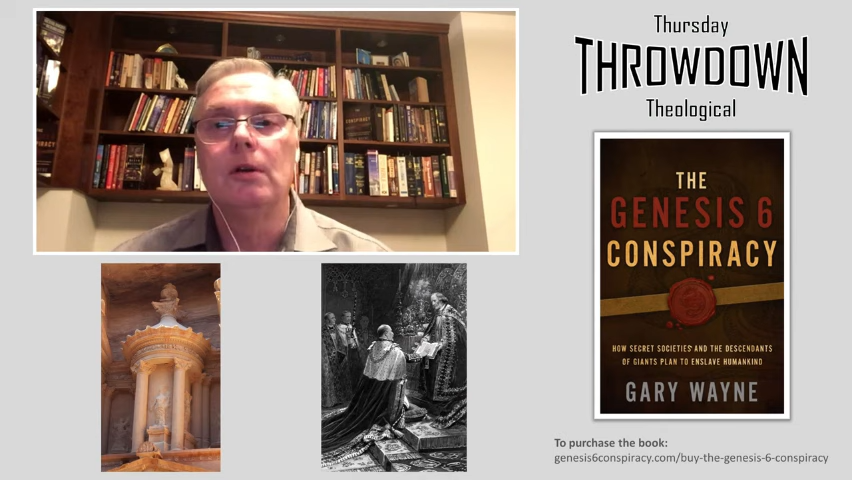 Thursday
THROWDOWN
Theological
THE
GENESIS 6
CONSPIRACY
HOW SECRET SOCIETIES AND THE DESCENDANTS
OF GIANTS PLAN TO ENSLAVE HUMANKIND
GARY WAYNE
To purchase the book:
genesis6conspiracy.com/buy-the-genesis-6-conspiracy
CONSPIRACY